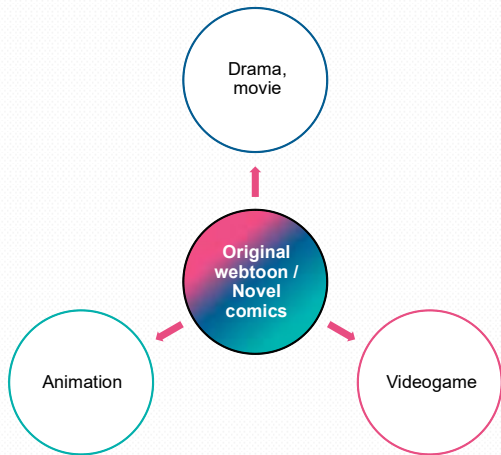 Drama,
movie
Original
webtoon /
Novel
comics
Animation
Videogame